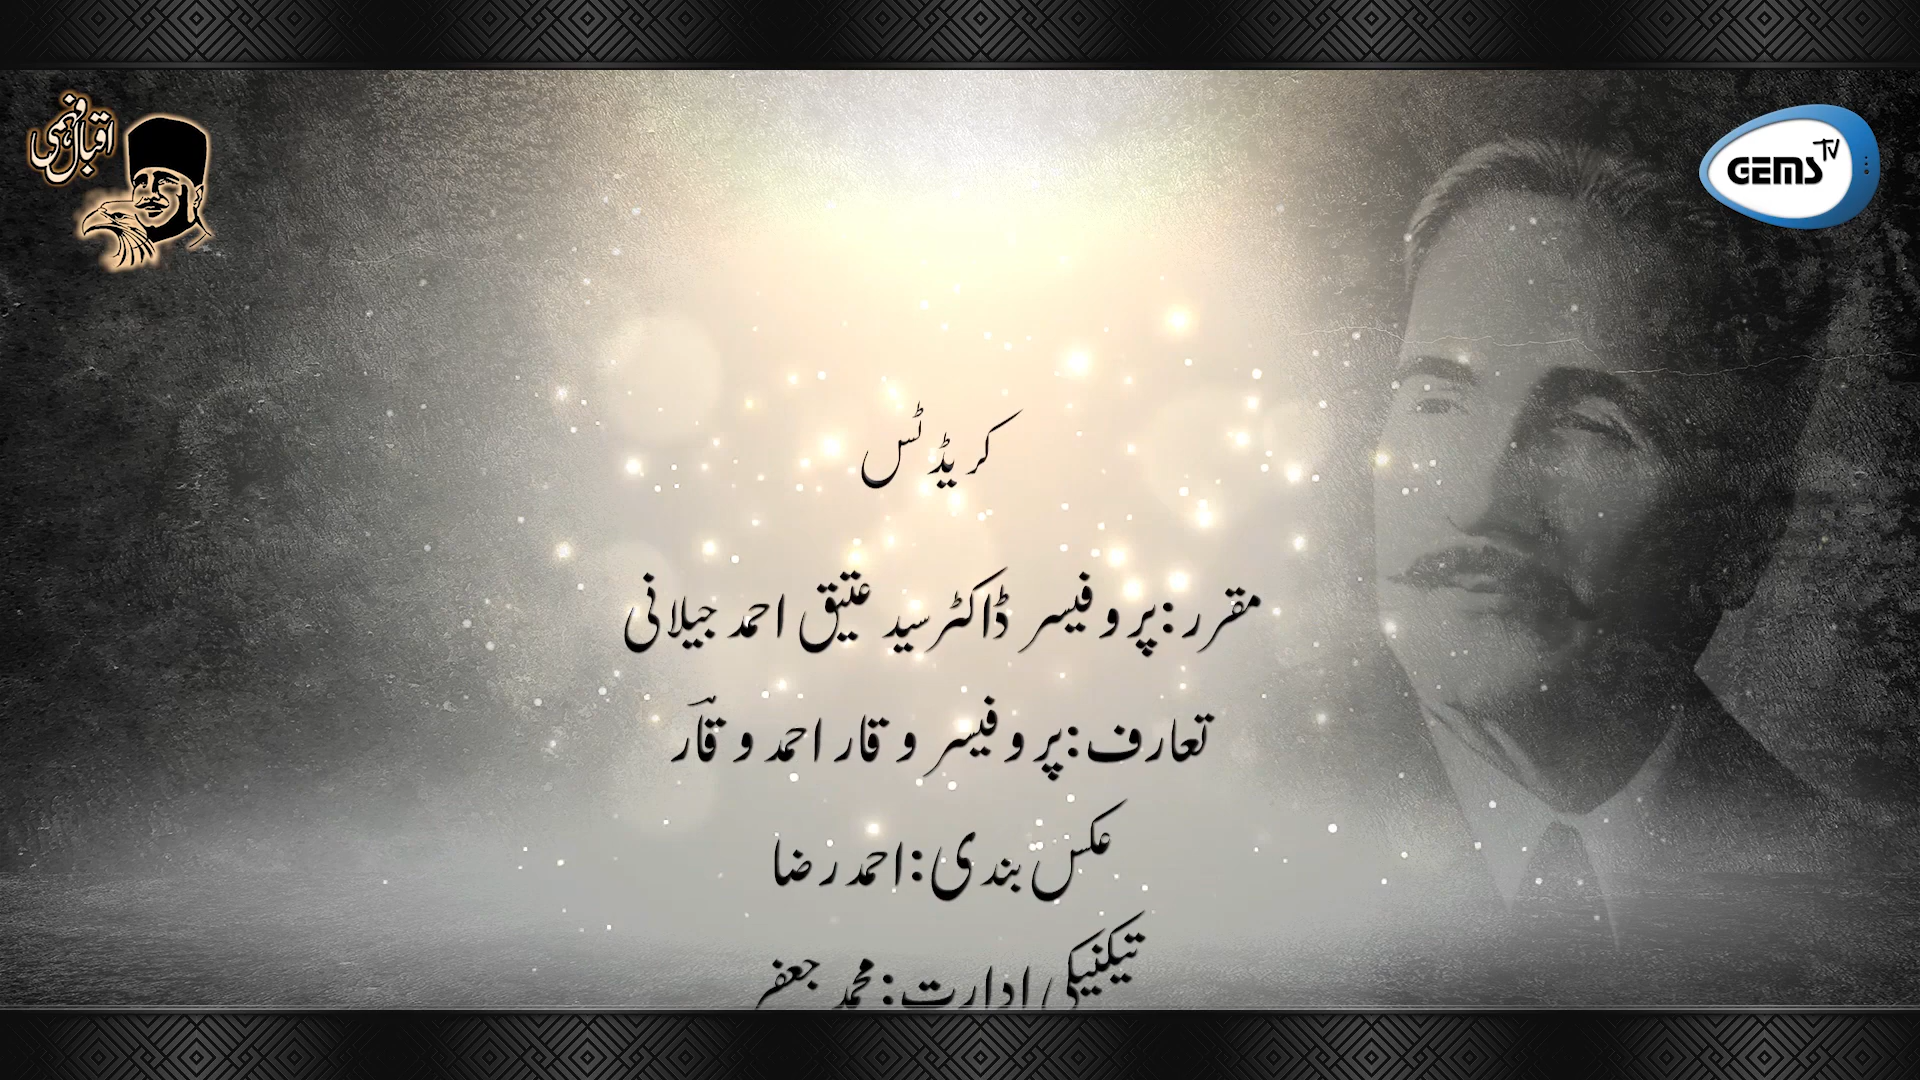 اقبال فہمی
GEMS TV
کریڈٹس
مقرر:پروفیسر ڈاکٹر سید عتیق احمد جیلانی
تعارف:پروفیسر وقار احمد وقارؔ
عکس بندی:احمد رضا
تیکنیکی ادارت:محمد جعفر